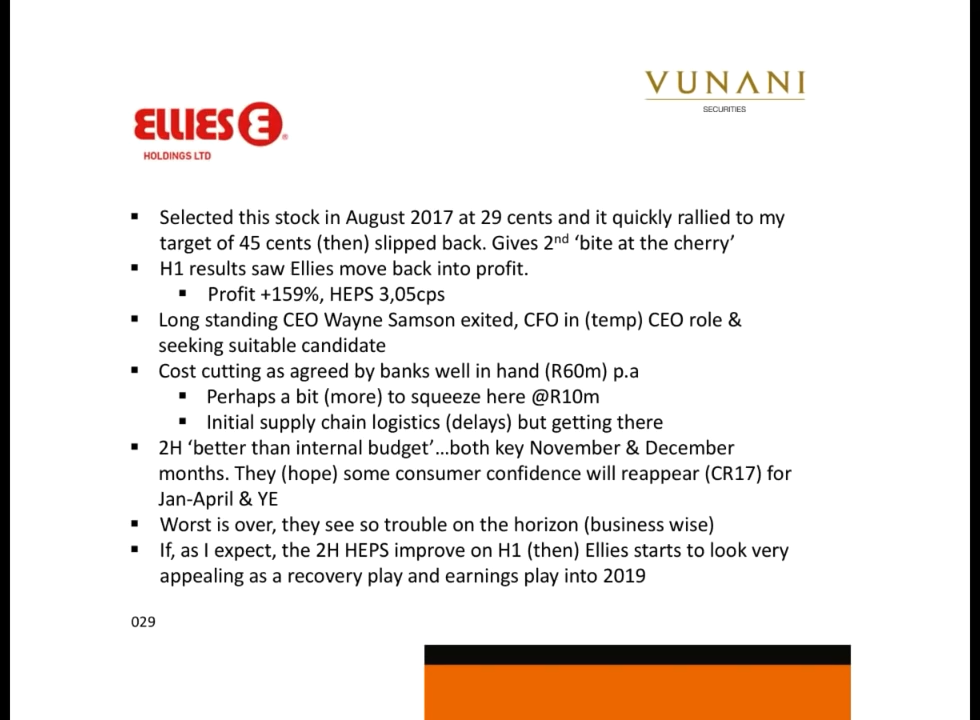 VUNANI
SECURITIES
ELLIES E
HOLDINGS LTD
▪ Selected this stock in August 2017 at 29 cents and it quickly rallied to my
target of 45 cents (then) slipped back. Gives 2nd ‘bite at the cherry’
▪ H1 results saw Ellies move back into profit.
▪ Profit +159%, HEPS 3,05cps
▪ Long standing CEO Wayne Samson exited, CFO in (temp) CEO role &
seeking suitable candidate
▪ Cost cutting as agreed by banks well in hand (R60m) p.a
▪ Perhaps a bit (more) to squeeze here @R10m
▪ Initial supply chain logistics (delays) but getting there
▪ 2H ‘better than internal budget’…both key November & December
months. They (hope) some consumer confidence will reappear (CR17) for
Jan-April & YE
▪ Worst is over, they see so trouble on the horizon (business wise)
▪ If, as I expect, the 2H HEPS improve on H1 (then) Ellies starts to look very
appealing as a recovery play and earnings play into 2019
029